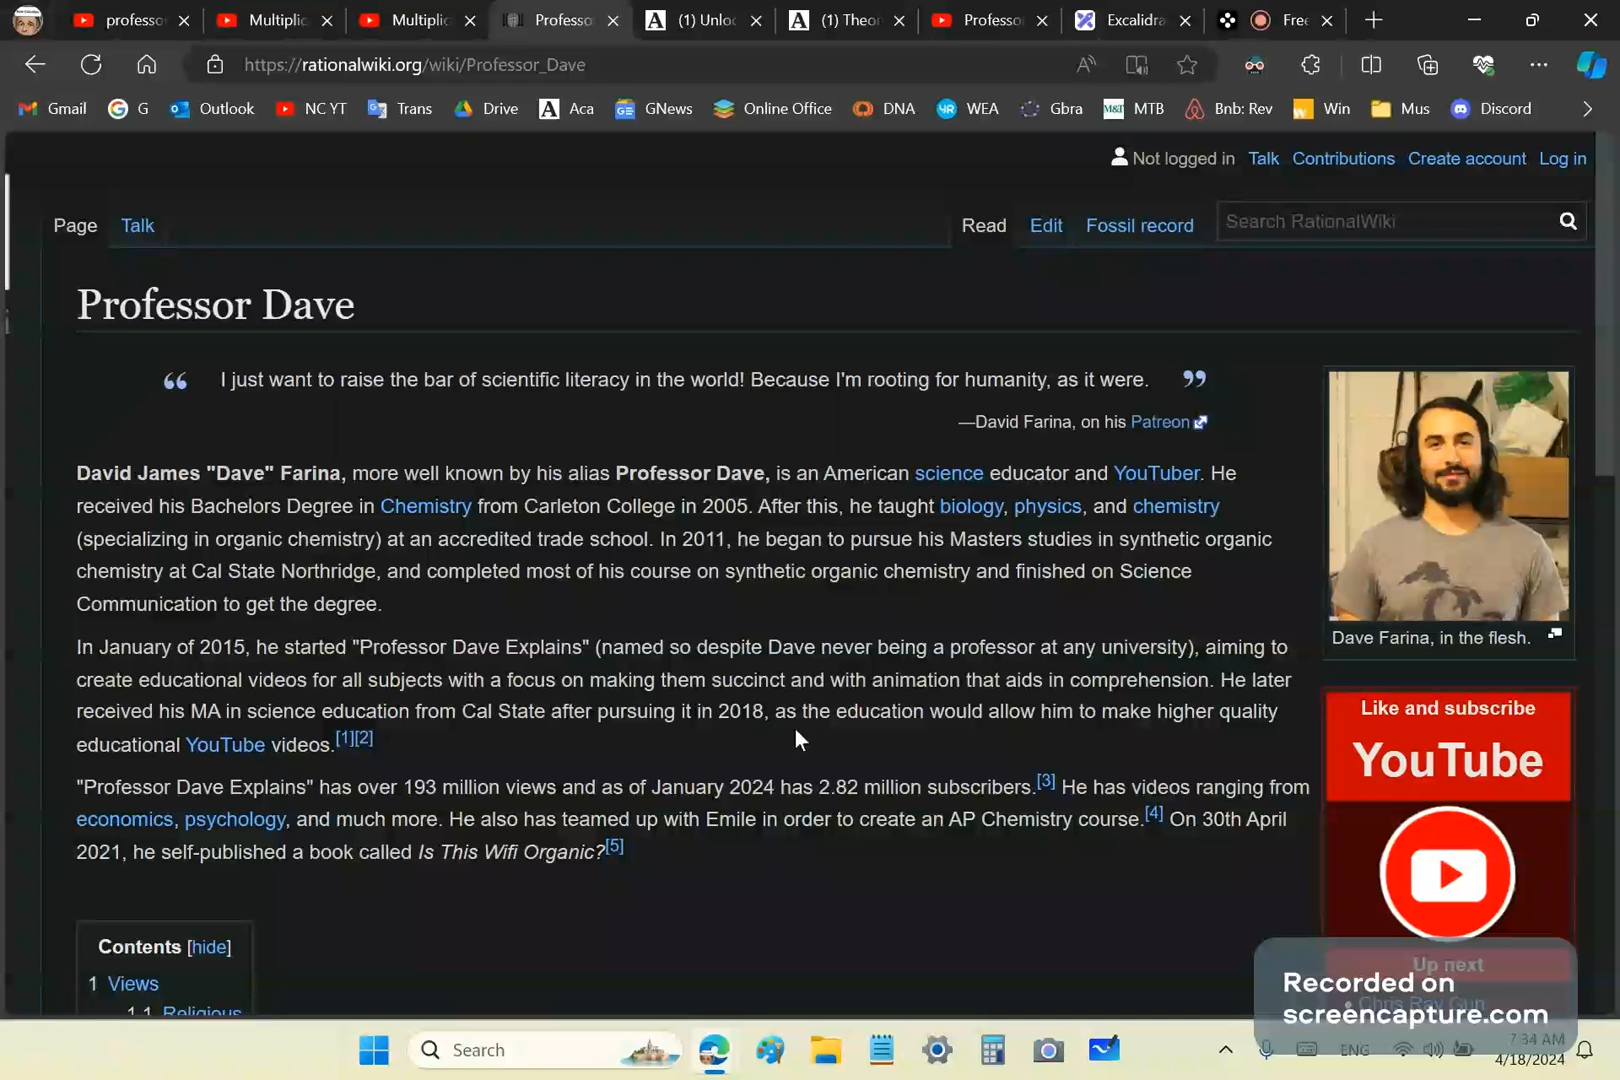 professor
Multiplic
Multiplic
Professor
(1) Unloc
(1) Theor
Professor
Excalidra
Free
https://rationalwiki.org/wiki/Professor_Dave
Gmail G Outlook NC YT Trans Drive Aca GNews Online Office DNA WEA Gbra MTB Bnb: Rev Win Mus Discord
Not logged in Talk Contributions Create account Log in
Page Talk Read Edit Fossil record Search RationalWiki
Professor Dave
“ I just want to raise the bar of scientific literacy in the world! Because I'm rooting for humanity, as it were. ”
—David Farina, on his Patreon
David James "Dave" Farina, more well known by his alias Professor Dave, is an American science educator and YouTuber. He
received his Bachelors Degree in Chemistry from Carleton College in 2005. After this, he taught biology, physics, and chemistry
(specializing in organic chemistry) at an accredited trade school. In 2011, he began to pursue his Masters studies in synthetic organic
chemistry at Cal State Northridge, and completed most of his course on synthetic organic chemistry and finished on Science
Communication to get the degree.
In January of 2015, he started "Professor Dave Explains" (named so despite Dave never being a professor at any university), aiming to
create educational videos for all subjects with a focus on making them succinct and with animation that aids in comprehension. He later
received his MA in science education from Cal State after pursuing it in 2018, as the education would allow him to make higher quality
educational YouTube videos.[1][2]
"Professor Dave Explains" has over 193 million views and as of January 2024 has 2.82 million subscribers.[3] He has videos ranging from
economics, psychology, and much more. He also has teamed up with Emile in order to create an AP Chemistry course.[4] On 30th April
2021, he self-published a book called Is This Wifi Organic?[5]
Dave Farina, in the flesh.
Like and subscribe
YouTube
Up next
Chris Ray Gun
Contents [hide]
1 Views
1.1 Religious
Recorded on
screencapture.com
Search
ENG
7:34 AM
4/18/2024